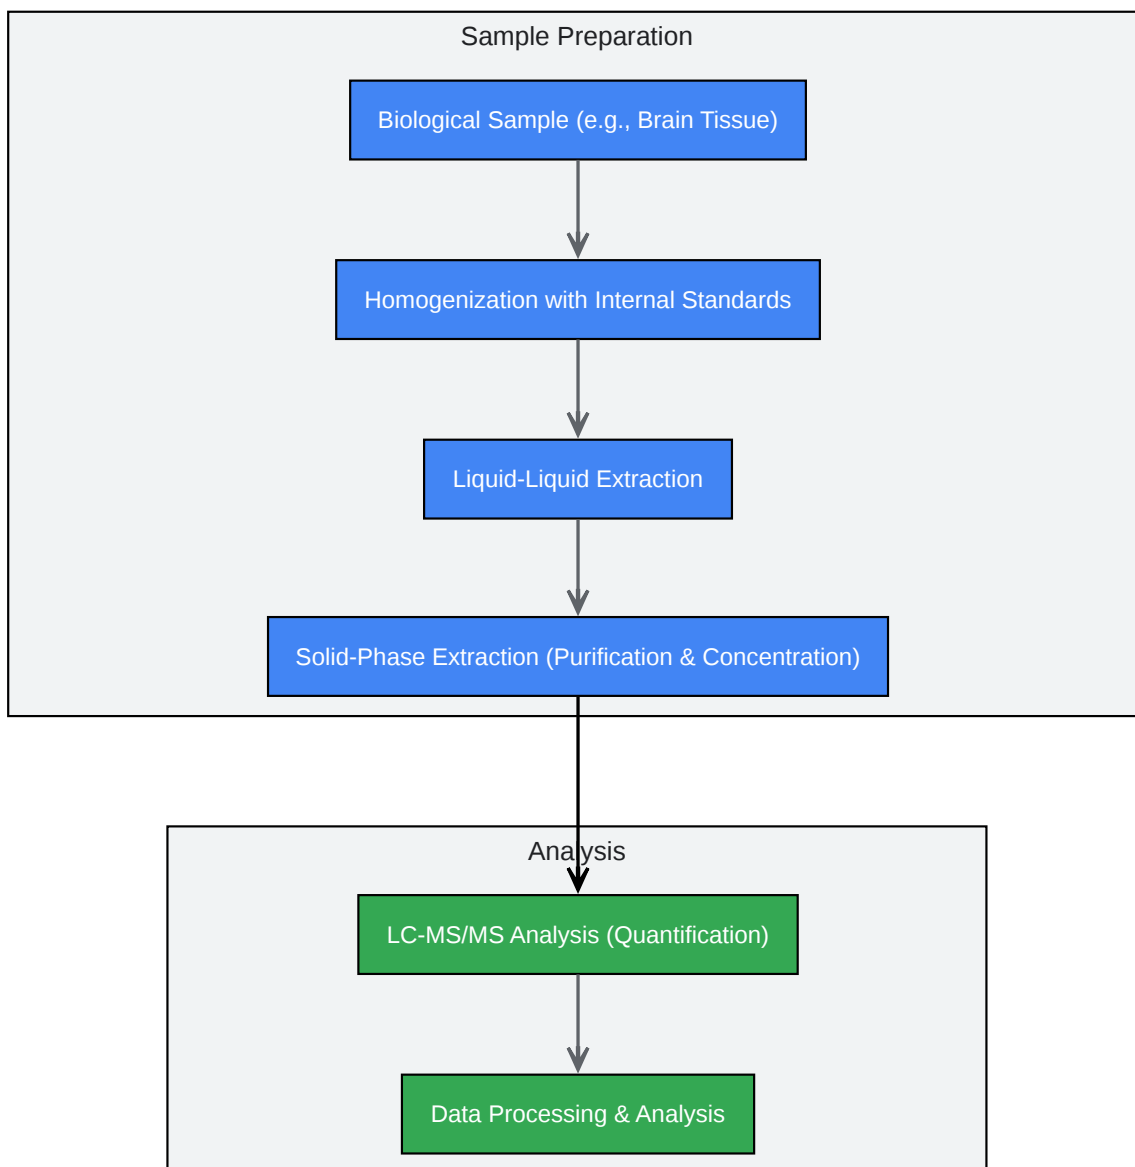 Sample Preparation
Biological Sample (e.g., Brain Tissue)
Homogenization with Internal Standards
Liquid-Liquid Extraction
Solid-Phase Extraction (Purification & Concentration)
Analysis
LC-MS/MS Analysis (Quantification)
Data Processing & Analysis